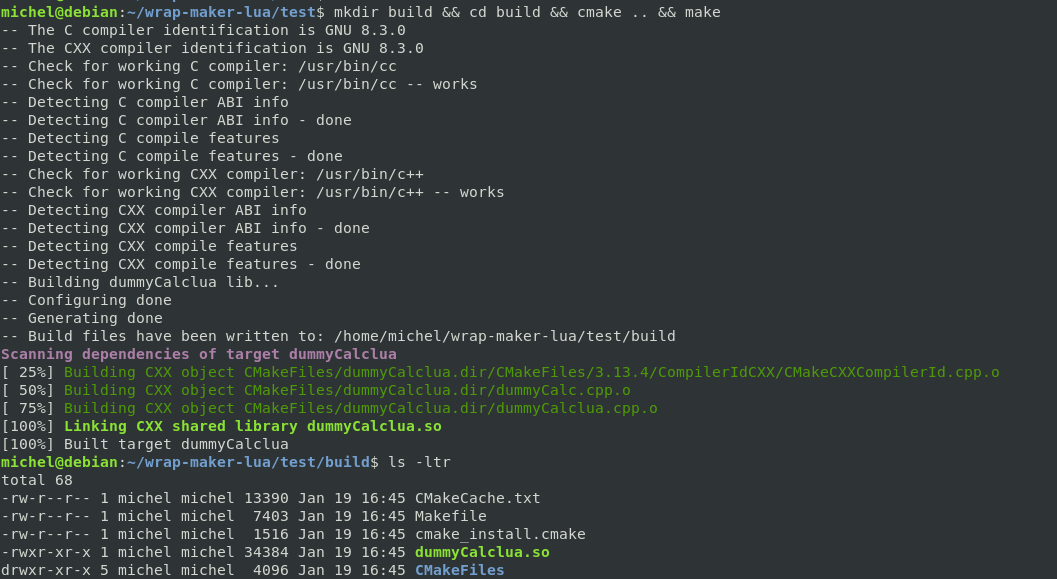 michel@debian:~/wrap-maker-lua/test$ mkdir build && cd build && cmake .. && make
-- The C compiler identification is GNU 8.3.0
-- The CXX compiler identification is GNU 8.3.0
-- Check for working C compiler: /usr/bin/cc
-- Check for working C compiler: /usr/bin/cc -- works
-- Detecting C compiler ABI info
-- Detecting C compiler ABI info - done
-- Detecting C compile features
-- Detecting C compile features - done
-- Check for working CXX compiler: /usr/bin/c++
-- Check for working CXX compiler: /usr/bin/c++ -- works
-- Detecting CXX compiler ABI info
-- Detecting CXX compiler ABI info - done
-- Detecting CXX compile features
-- Detecting CXX compile features - done
-- Building dummyCalclua lib...
-- Configuring done
-- Generating done
-- Build files have been written to: /home/michel/wrap-maker-lua/test/build
Scanning dependencies of target dummyCalclua
[ 25%] Building CXX object CMakeFiles/dummyCalclua.dir/CMakeFiles/3.13.4/CompilerIdCXX/CMakeCXXCompilerId.cpp.o
[ 50%] Building CXX object CMakeFiles/dummyCalclua.dir/dummyCalc.cpp.o
[ 75%] Building CXX object CMakeFiles/dummyCalclua.dir/dummyCalclua.cpp.o
[100%] Linking CXX shared library dummyCalclua.so
[100%] Built target dummyCalclua
michel@debian:~/wrap-maker-lua/test/build$ ls -ltr
total 68
-rw-r--r-- 1 michel michel 13390 Jan 19 16:45 CMakeCache.txt
-rw-r--r-- 1 michel michel  7403 Jan 19 16:45 Makefile
-rw-r--r-- 1 michel michel  1516 Jan 19 16:45 cmake_install.cmake
-rwxr-xr-x 1 michel michel 34384 Jan 19 16:45 dummyCalclua.so
drwxr-xr-x 5 michel michel  4096 Jan 19 16:45 CMakeFiles